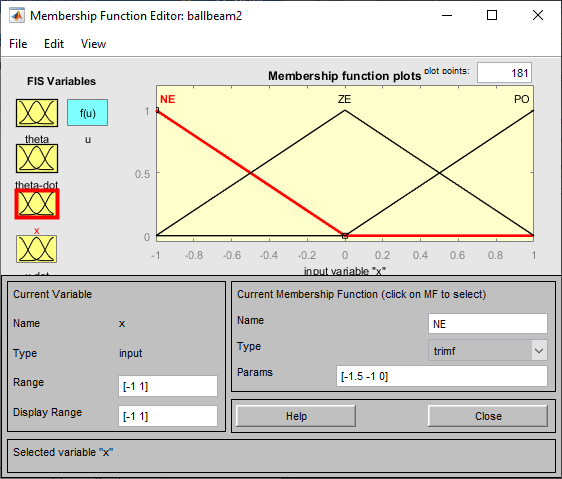 Membership Function Editor: ballbeam2
File Edit View
FIS Variables
f(u)
theta
u
theta-dot
x
Membership function plots
plot points:
181
NE
ZE
PO
1
0.5
0
-1 -0.8 -0.6 -0.4 -0.2 0 0.2 0.4 0.6 0.8 1
input variable "x"
Current Variable
Name x
Type input
Range [-1 1]
Display Range [-1 1]
Current Membership Function (click on MF to select)
Name NE
Type trimf
Params [-1.5 -1 0]
Help Close
Selected variable "x"